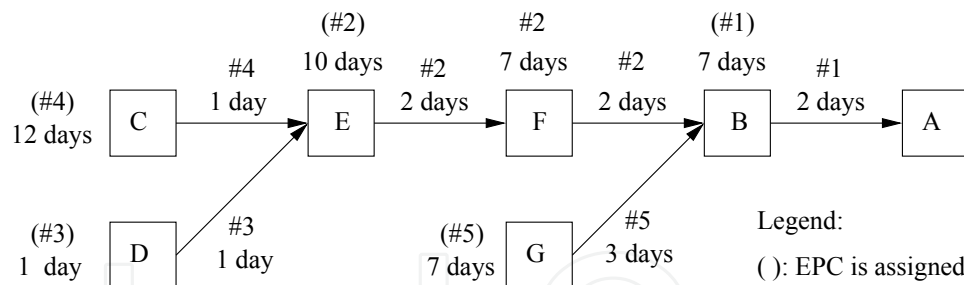 (#2)
#2
(#1)
10 days
7 days
7 days
#4
#2
#2
#1
(#4)
1 day
2 days
2 days
2 days
12 days
C
E
F
B
A
(#3)
1 day
D
#3
1 day
(#5)
7 days
G
#5
3 days
Legend:
( ): EPC is assigned